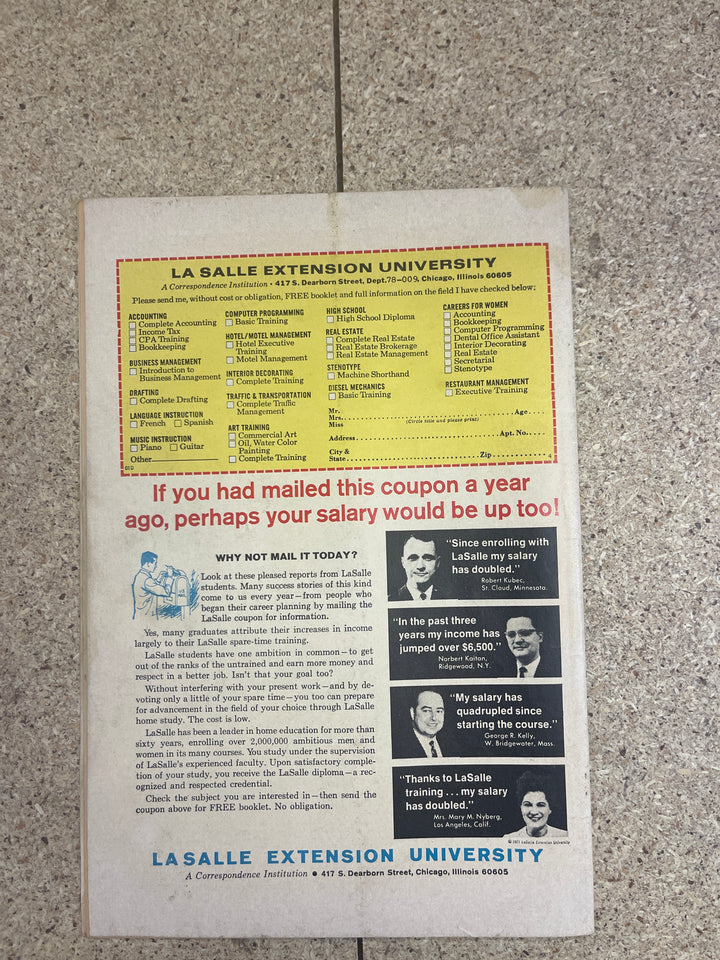 LA SALLE EXTENSION UNIVERSITY
A Correspondence Institution • 417 S. Dearborn Street, Dept. 78-009, Chicago, Illinois 60605
Please send me, without cost or obligation, FREE booklet and full information on the field I have checked below:
ACCOUNTING
Complete Accounting
Income Tax
CPA Training
Bookkeeping
BUSINESS MANAGEMENT
Introduction to
Business Management
DRAFTING
Complete Drafting
LANGUAGE INSTRUCTION
French Spanish
MUSIC INSTRUCTION
Piano Guitar
Other
COMPUTER PROGRAMMING
Basic Training
HOTEL/MOTEL MANAGEMENT
Hotel Executive
Training
Motel Management
INTERIOR DECORATING
Complete Training
TRAFFIC & TRANSPORTATION
Complete Traffic
Management
ART TRAINING
Commercial Art
Oil, Water Color
Painting
Complete Training
HIGH SCHOOL
High School Diploma
REAL ESTATE
Complete Real Estate
Real Estate Brokerage
Real Estate Management
STENOTYPE
Machine Shorthand
DIESEL MECHANICS
Basic Training
CAREERS FOR WOMEN
Accounting
Bookkeeping
Computer Programming
Dental Office Assistant
Interior Decorating
Real Estate
Secretarial
Stenotype
RESTAURANT MANAGEMENT
Executive Training
Mr.
Mrs. Age
Miss (Circle title and please print)
Address Apt. No.
City &
State Zip 4
If you had mailed this coupon a year
ago, perhaps your salary would be up too!
WHY NOT MAIL IT TODAY?
Look at these pleased reports from LaSalle
students. Many success stories of this kind
come to us every year—from people who
began their career planning by mailing the
LaSalle coupon for information.
Yes, many graduates attribute their increases in income
largely to their LaSalle spare-time training.
LaSalle students have one ambition in common—to get
out of the ranks of the untrained and earn more money and
respect in a better job. Isn't that your goal too?
Without interfering with your present work—and by de-
voting only a little of your spare time—you too can prepare
for advancement in the field of your choice through LaSalle
home study. The cost is low.
LaSalle has been a leader in home education for more than
sixty years, enrolling over 2,000,000 ambitious men and
women in its many courses. You study under the supervision
of LaSalle's experienced faculty. Upon satisfactory comple-
tion of your study, you receive the LaSalle diploma—a rec-
ognized and respected credential.
Check the subject you are interested in—then send the
coupon above for FREE booklet. No obligation.
"Since enrolling with
LaSalle my salary
has doubled."
Robert Kubec,
St. Cloud, Minnesota.
"In the past three
years my income has
jumped over $6,500."
Norbert Kaitan,
Ridgewood, N.Y.
"My salary has
quadrupled since
starting the course."
George R. Kelly,
W. Bridgewater, Mass.
"Thanks to LaSalle
training . . . my salary
has doubled."
Mrs. Mary M. Nyberg,
Los Angeles, Calif.
© 1971 LaSalle Extension University
LASALLE EXTENSION UNIVERSITY
A Correspondence Institution • 417 S. Dearborn Street, Chicago, Illinois 60605